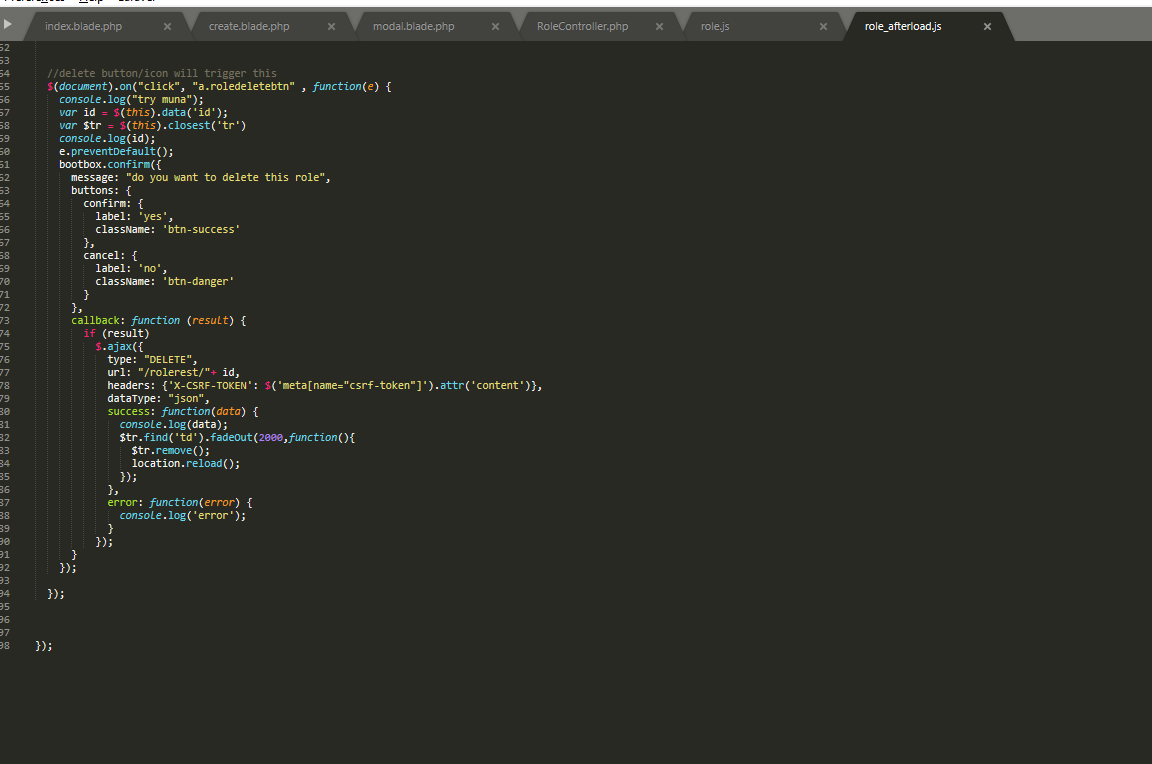 index.blade.php × create.blade.php × modal.blade.php × RoleController.php × role.js × role_afterload.js ×
52
53
54 //delete button/icon will trigger this
55 $(document).on("click", "a.roledeletebtn" , function(e) {
56 console.log("try muna");
57 var id = $(this).data('id');
58 var $tr = $(this).closest('tr')
59 console.log(id);
60 e.preventDefault();
61 bootbox.confirm({
62 message: "do you want to delete this role",
63 buttons: {
64 confirm: {
65 label: 'yes',
66 className: 'btn-success'
67 },
68 cancel: {
69 label: 'no',
70 className: 'btn-danger'
71 }
72 },
73 callback: function (result) {
74 if (result)
75 $.ajax({
76 type: "DELETE",
77 url: "/rolerest/"+ id,
78 headers: {'X-CSRF-TOKEN': $('meta[name="csrf-token"]').attr('content')},
79 dataType: "json",
80 success: function(data) {
81 console.log(data);
82 $tr.find('td').fadeOut(2000,function(){
83 $tr.remove();
84 location.reload();
85 });
86 },
87 error: function(error) {
88 console.log('error');
89 }
90 });
91 }
92 });
93
94 });
95
96
97
98 });